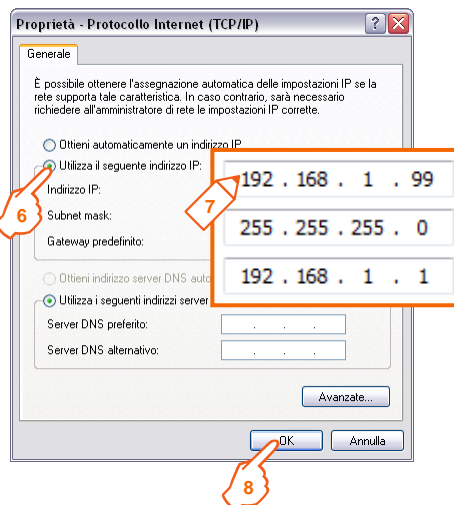 Proprietà - Protocollo Internet (TCP/IP)
Generale
È possibile ottenere l'assegnazione automatica delle impostazioni IP se la
rete supporta tale caratteristica. In caso contrario, sarà necessario
richiedere all'amministratore di rete le impostazioni IP corrette.
Ottieni automaticamente un indirizzo IP
Utilizza il seguente indirizzo IP:
6
Indirizzo IP:
7
192 . 168 . 1 . 99
Subnet mask:
255 . 255 . 255 . 0
Gateway predefinito:
192 . 168 . 1 . 1
Ottieni indirizzo server DNS auto
Utilizza i seguenti indirizzi server
Server DNS preferito:
Server DNS alternativo:
Avanzate...
OK
Annulla
8